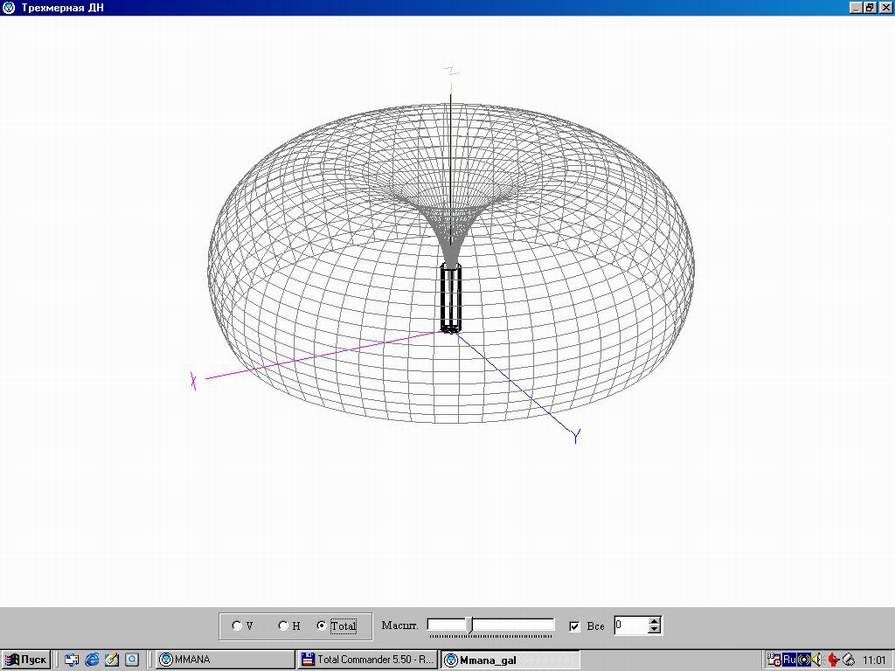 Трехмерная ДН
Z
X
Y
V H Total Масшт. Все 0
Пуск MMANA Total Commander 5.50 - R... Mmana_gal Ru 11:01